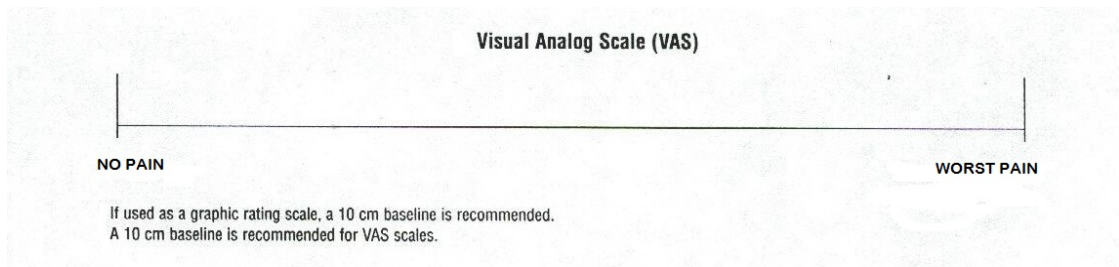 Visual Analog Scale (VAS)
NO PAIN
WORST PAIN
If used as a graphic rating scale, a 10 cm baseline is recommended.
A 10 cm baseline is recommended for VAS scales.